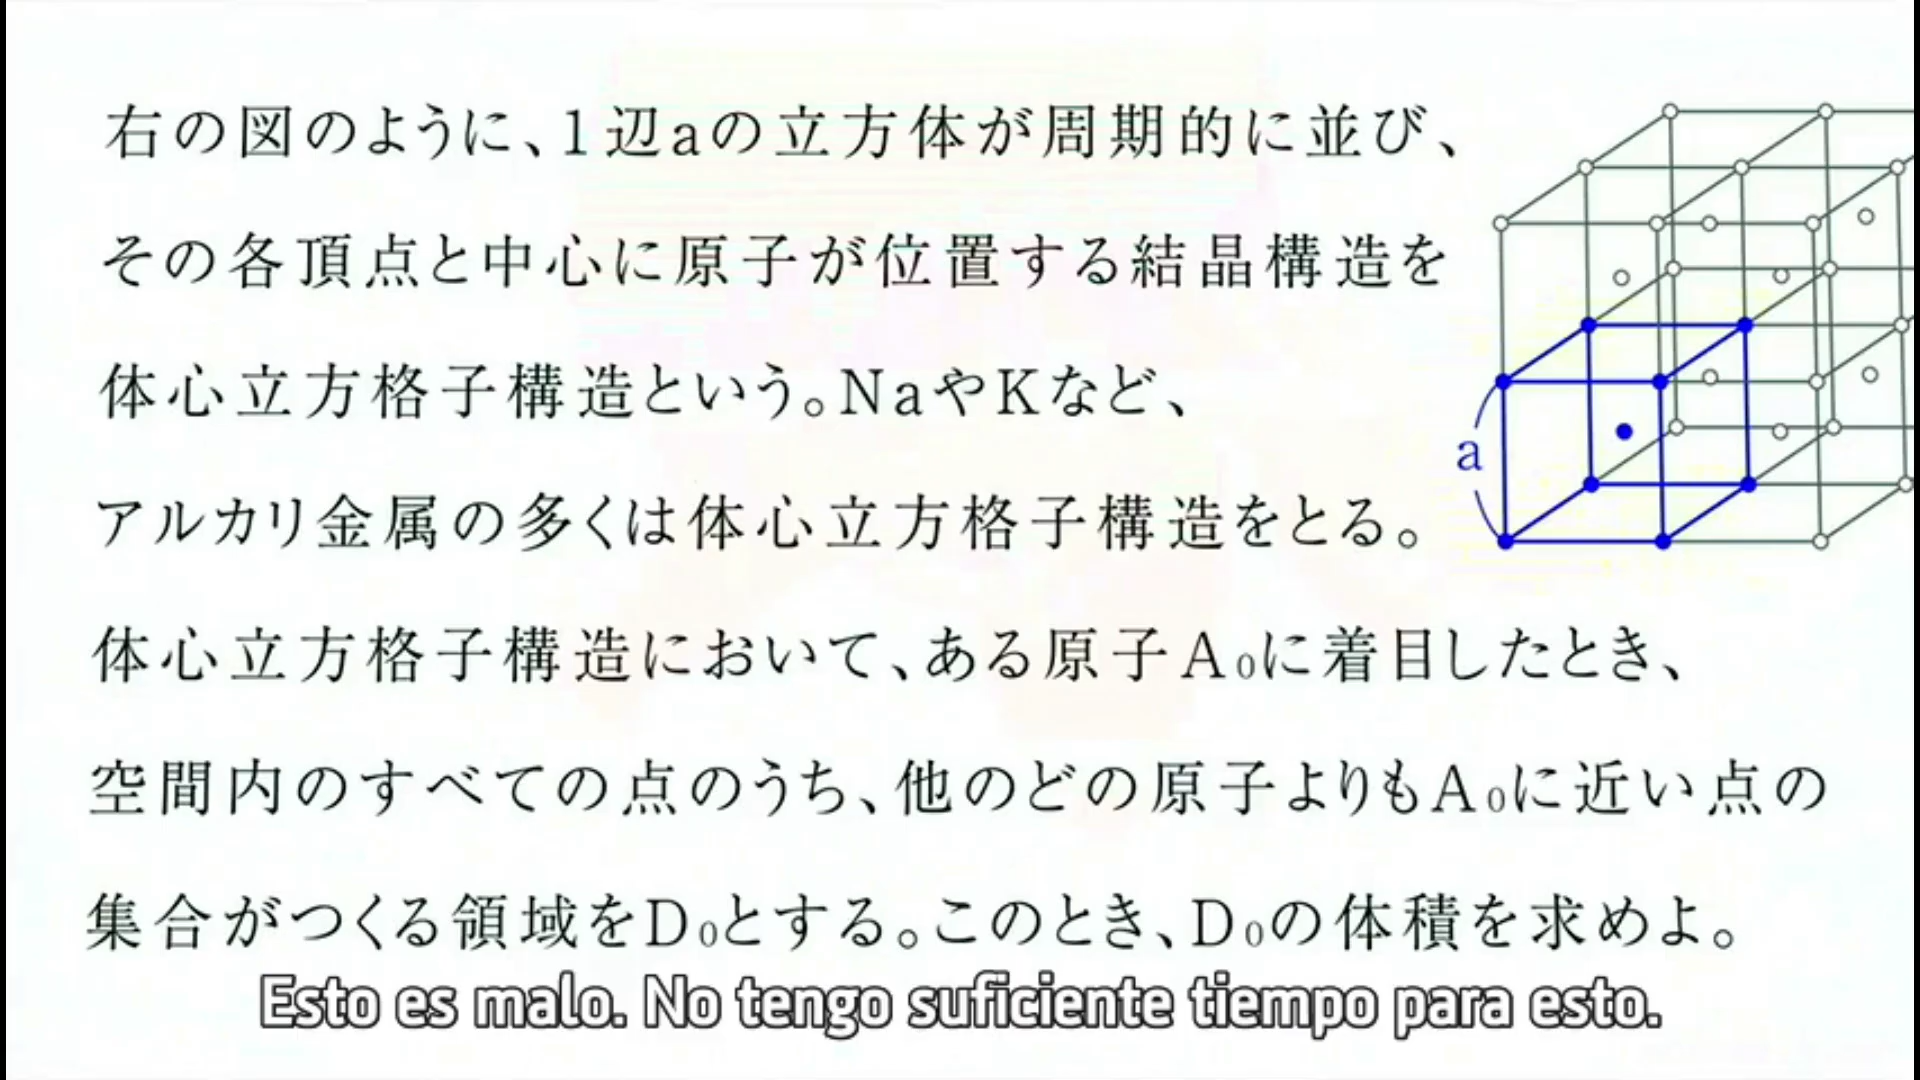 右の図のように、1辺aの立方体が周期的に並び、
その各頂点と中心に原子が位置する結晶構造を
体心立方格子構造という。NaやKなど、
a
アルカリ金属の多くは体心立方格子構造をとる。
体心立方格子構造において、ある原子A₀に着目したとき、
空間内のすべての点のうち、他のどの原子よりもA₀に近い点の
集合がつくる領域をD₀とする。このとき、D₀の体積を求めよ。
Esto es malo. No tengo suficiente tiempo para esto.